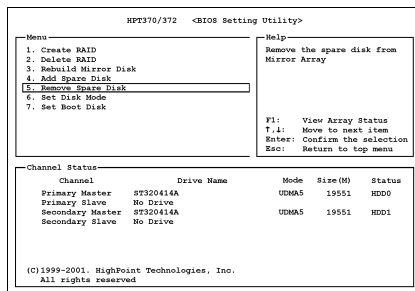 HPT370/372 <BIOS Setting Utility>
Menu
1. Create RAID
2. Delete RAID
3. Rebuild Mirror Disk
4. Add Spare Disk
5. Remove Spare Disk
6. Set Disk Mode
7. Set Boot Disk
Help
Remove the spare disk from
Mirror Array
F1: View Array Status
↑,↓: Move to next item
Enter: Confirm the selection
Esc: Return to top menu
Channel Status
Channel Drive Name Mode Size(M) Status
Primary Master ST320414A UDMA5 19551 HDD0
Primary Slave No Drive
Secondary Master ST320414A UDMA5 19551 HDD1
Secondary Slave No Drive
(C)1999-2001. HighPoint Technologies, Inc.
All rights reserved